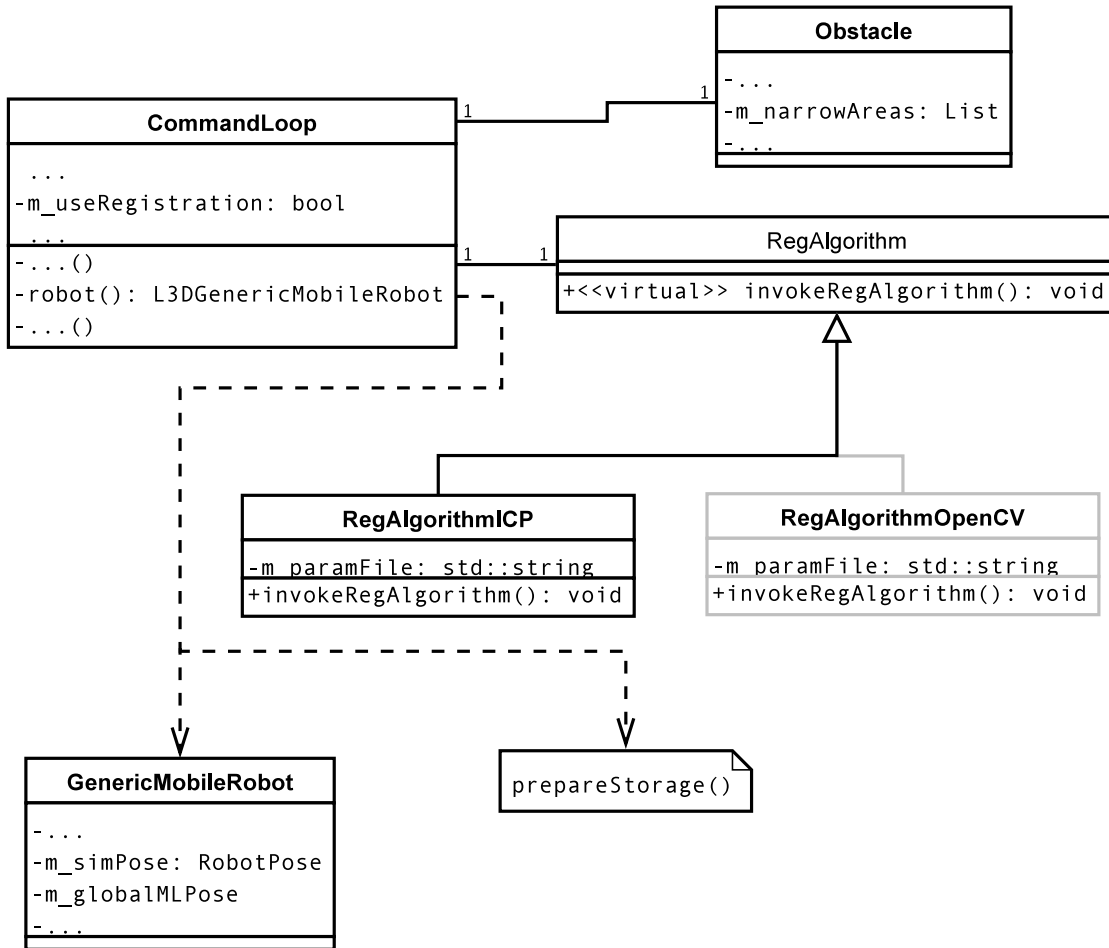 Obstacle
-...
-m_narrowAreas: List
-...
1
1
CommandLoop
...
-m_useRegistration: bool
...
-...()
-robot(): L3DGenericMobileRobot
-...()
1
1
RegAlgorithm
+<<virtual>> invokeRegAlgorithm(): void
RegAlgorithmICP
-m_paramFile: std::string
+invokeRegAlgorithm(): void
RegAlgorithmOpenCV
-m_paramFile: std::string
+invokeRegAlgorithm(): void
GenericMobileRobot
-...
-m_simPose: RobotPose
-m_globalMLPose
-...
prepareStorage()